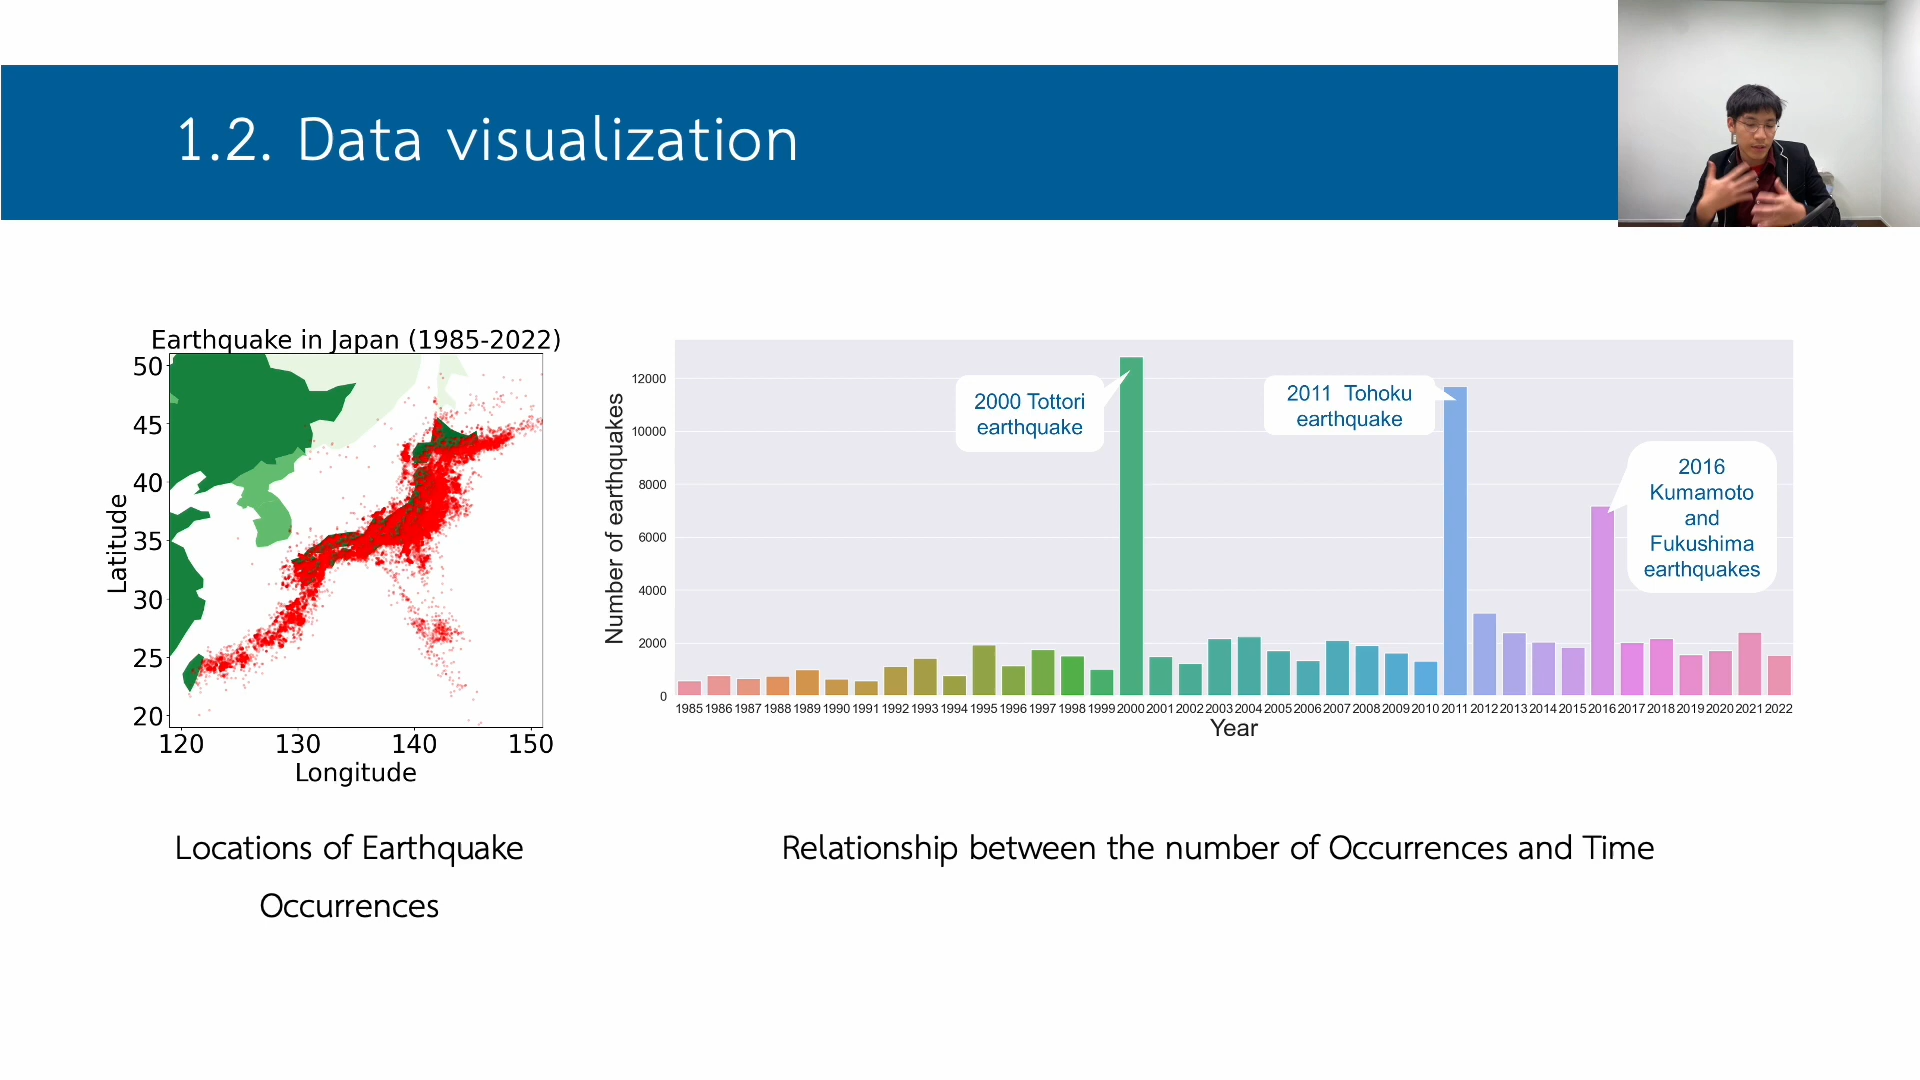 1.2. Data visualization
Earthquake in Japan (1985-2022)
50
45
40
35
30
25
20
Latitude
120 130 140 150
Longitude
Locations of Earthquake
Occurrences
12000
10000
8000
6000
4000
2000
0
Number of earthquakes
2000 Tottori
earthquake
2011 Tohoku
earthquake
2016
Kumamoto
and
Fukushima
earthquakes
1985 1986 1987 1988 1989 1990 1991 1992 1993 1994 1995 1996 1997 1998 1999 2000 2001 2002 2003 2004 2005 2006 2007 2008 2009 2010 2011 2012 2013 2014 2015 2016 2017 2018 2019 2020 2021 2022
Year
Relationship between the number of Occurrences and Time